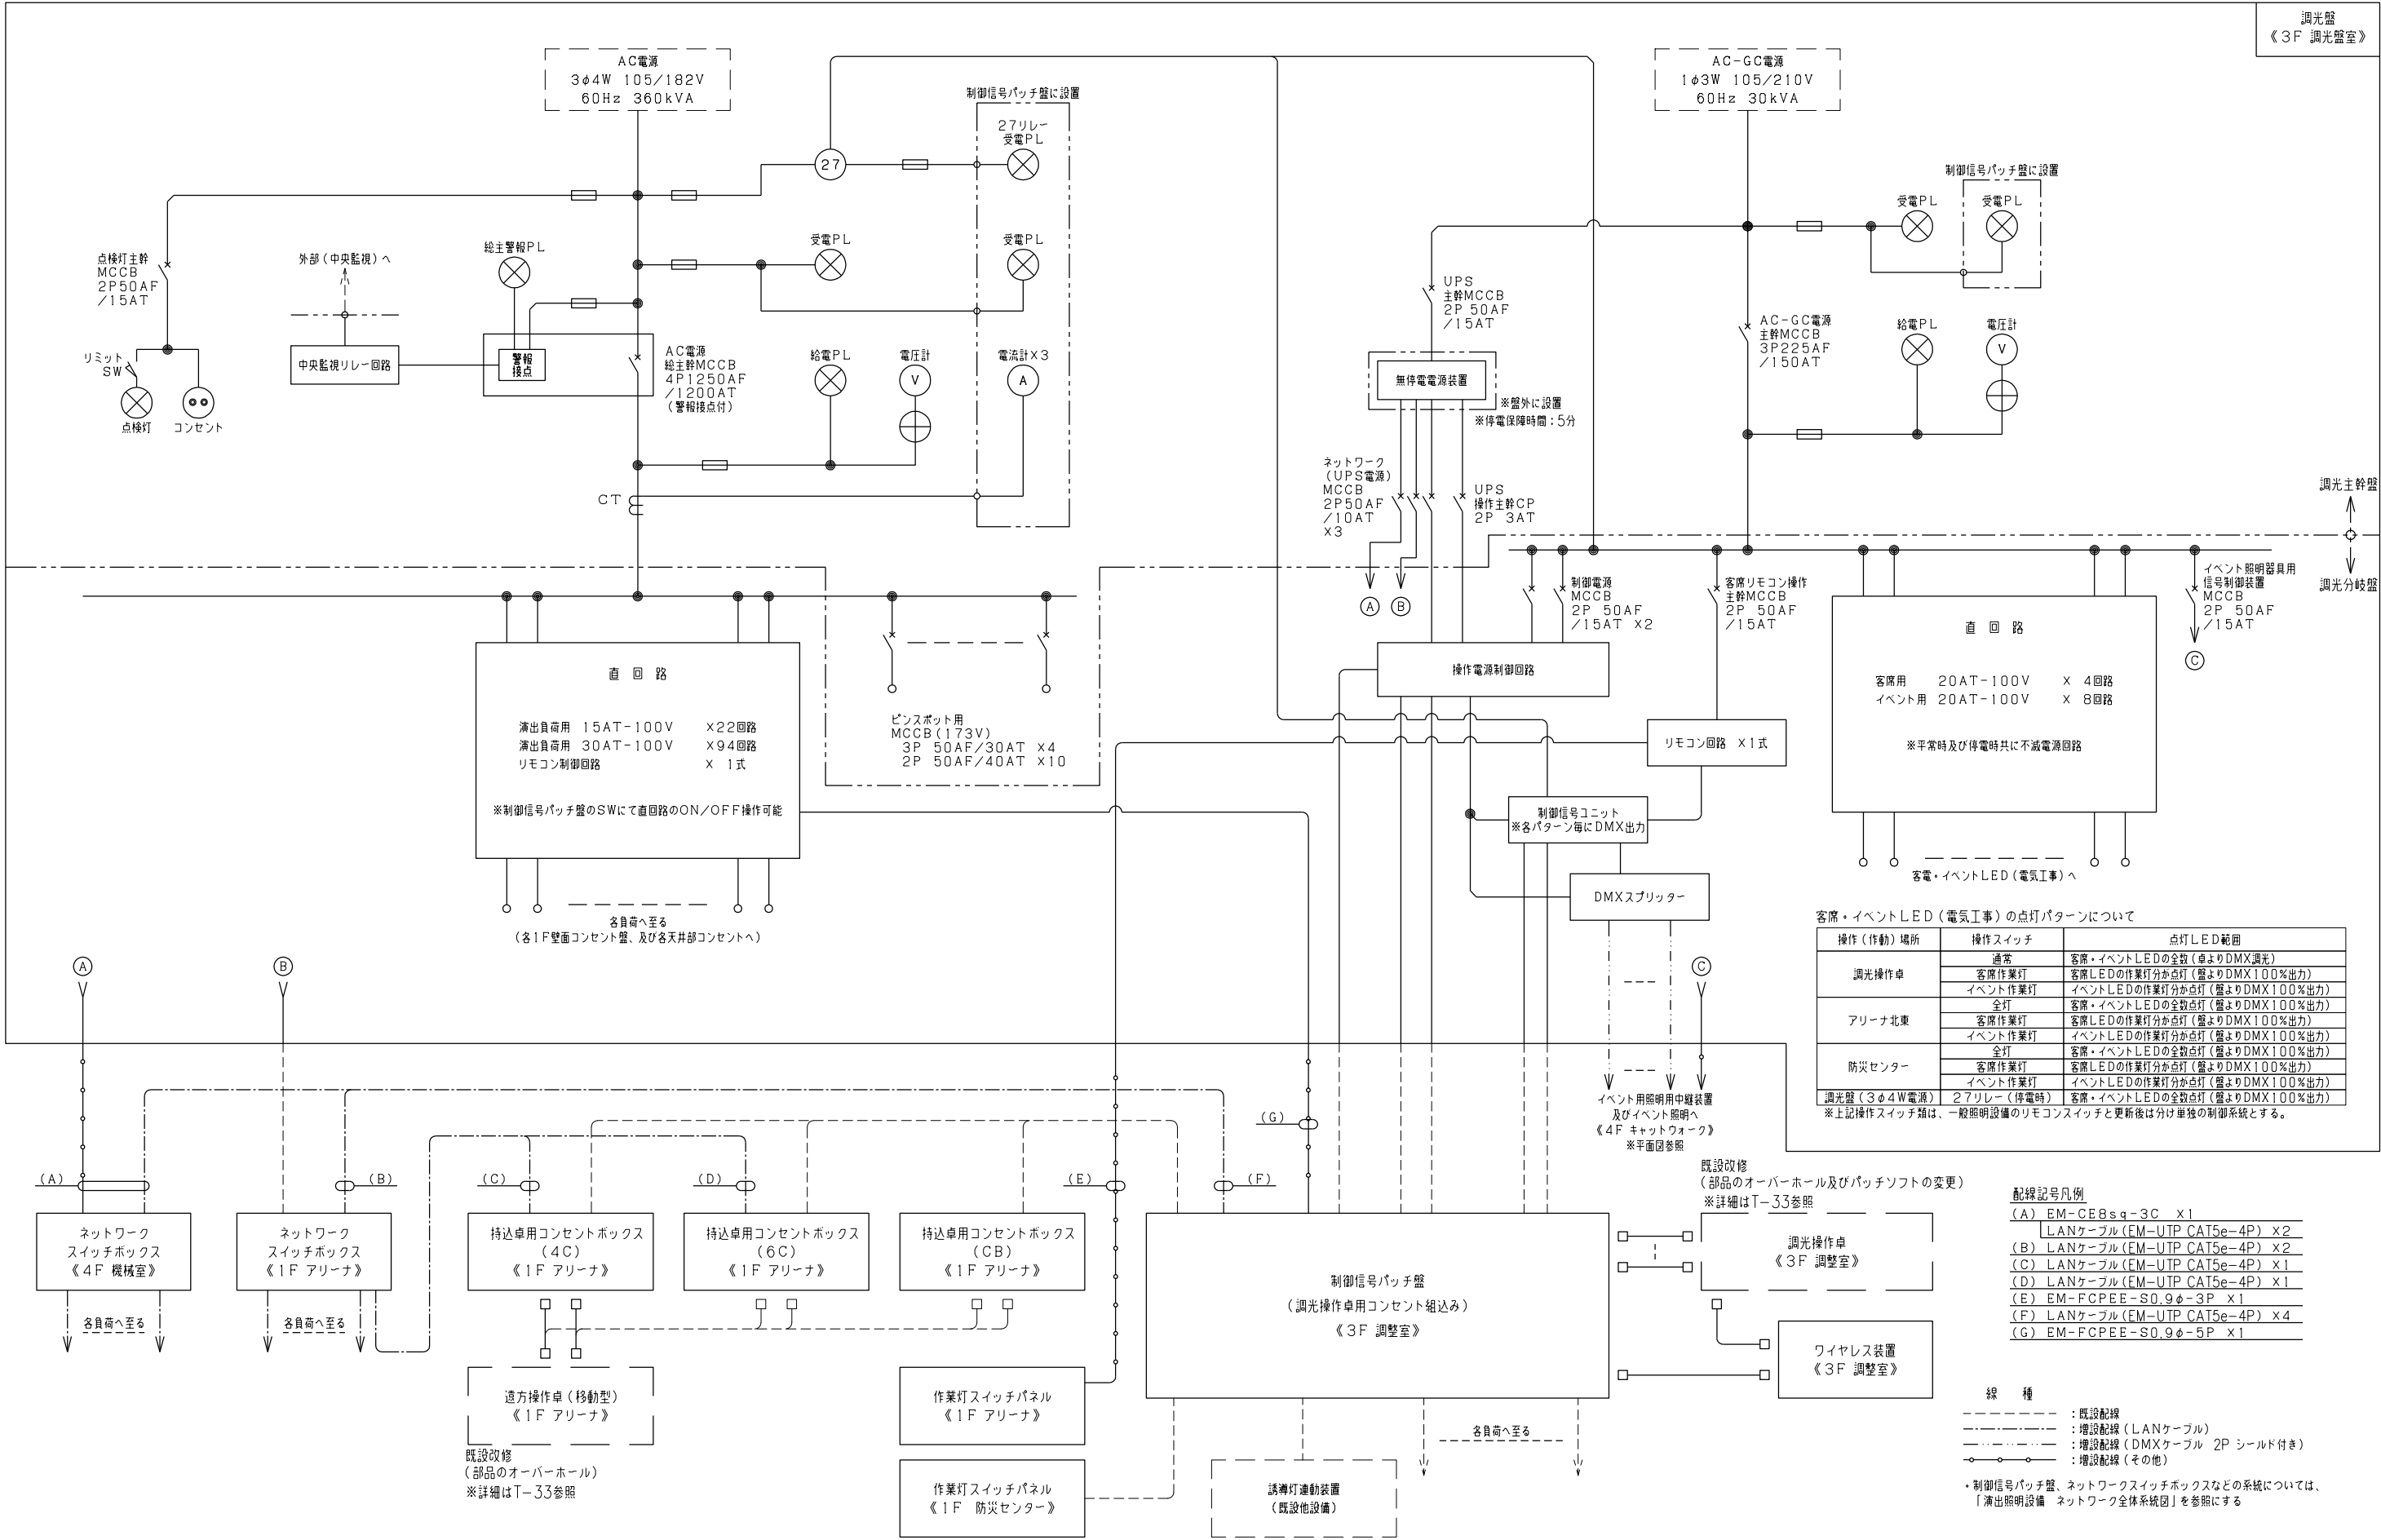 調光盤
《3F 調光盤室》
AC電源
3φ4W 105/182V
60Hz 360kVA
AC-GC電源
1φ3W 105/210V
60Hz 30kVA
制御信号パッチ盤に設置
27リレー
受電PL
27
制御信号パッチ盤に設置
受電PL
受電PL
受電PL
受電PL
総主警報PL
外部(中央監視)へ
点検灯主幹
MCCB
2P50AF
/15AT
中央監視リレー回路
警報
接点
AC電源
総主幹MCCB
4P1250AF
/1200AT
(警報接点付)
給電PL
電圧計
V
電流計×3
A
リミット
SW
点検灯
コンセント
CT
UPS
主幹MCCB
2P 50AF
/15AT
無停電電源装置
※盤外に設置
※停電保障時間:5分
AC-GC電源
主幹MCCB
3P225AF
/150AT
給電PL
電圧計
V
ネットワーク
(UPS電源)
MCCB
2P50AF
/10AT
×3
UPS
操作主幹CP
2P 3AT
調光主幹盤
調光分岐盤
A
B
制御電源
MCCB
2P 50AF
/15AT ×2
客席リモコン操作
主幹MCCB
2P 50AF
/15AT
イベント照明器具用
信号制御装置
MCCB
2P 50AF
/15AT
C
直 回 路
演出負荷用 15AT-100V ×22回路
演出負荷用 30AT-100V ×94回路
リモコン制御回路 × 1式
※制御信号パッチ盤のSWにて直回路のON/OFF操作可能
各負荷へ至る
(各1F壁面コンセント盤、及び各天井部コンセントへ)
ピンスポット用
MCCB(173V)
3P 50AF/30AT ×4
2P 50AF/40AT ×10
操作電源制御回路
リモコン回路 ×1式
制御信号ユニット
※各パターン毎にDMX出力
DMXスプリッター
直 回 路
客席用 20AT-100V × 4回路
イベント用 20AT-100V × 8回路
※平常時及び停電時共に不滅電源回路
客電・イベントLED(電気工事)へ
客席・イベントLED(電気工事)の点灯パターンについて
操作(作動)場所 操作スイッチ 点灯LED範囲
調光操作卓
通常 客席・イベントLEDの全数(卓よりDMX調光)
客席作業灯 客席LEDの作業灯分が点灯(盤よりDMX100%出力)
イベント作業灯 イベントLEDの作業灯分が点灯(盤よりDMX100%出力)
アリーナ北東
全灯 客席・イベントLEDの全数点灯(盤よりDMX100%出力)
客席作業灯 客席LEDの作業灯分が点灯(盤よりDMX100%出力)
イベント作業灯 イベントLEDの作業灯分が点灯(盤よりDMX100%出力)
防災センター
全灯 客席・イベントLEDの全数点灯(盤よりDMX100%出力)
客席作業灯 客席LEDの作業灯分が点灯(盤よりDMX100%出力)
イベント作業灯 イベントLEDの作業灯分が点灯(盤よりDMX100%出力)
調光盤(3φ4W電源) 27リレー(停電時) 客席・イベントLEDの全数点灯(盤よりDMX100%出力)
※上記操作スイッチ類は、一般照明設備のリモコンスイッチと更新後は分け単独の制御系統とする。
A
B
C
イベント用照明用中継装置
及びイベント照明へ
《4F キャットウォーク》
※平面図参照
(A)
(B)
(C)
(D)
(E)
(F)
(G)
ネットワーク
スイッチボックス
《4F 機械室》
各負荷へ至る
ネットワーク
スイッチボックス
《1F アリーナ》
各負荷へ至る
持込卓用コンセントボックス
(4C)
《1F アリーナ》
持込卓用コンセントボックス
(6C)
《1F アリーナ》
持込卓用コンセントボックス
(CB)
《1F アリーナ》
遠方操作卓(移動型)
《1F アリーナ》
既設改修
(部品のオーバーホール)
※詳細はT-33参照
作業灯スイッチパネル
《1F アリーナ》
作業灯スイッチパネル
《1F 防災センター》
制御信号パッチ盤
(調光操作卓用コンセント組込み)
《3F 調整室》
誘導灯連動装置
(既設他設備)
各負荷へ至る
既設改修
(部品のオーバーホール及びパッチソフトの変更)
※詳細はT-33参照
調光操作卓
《3F 調整室》
ワイヤレス装置
《3F 調整室》
配線記号凡例
(A) EM-CE8sq-3C ×1
LANケーブル(EM-UTP CAT5e-4P) ×2
(B) LANケーブル(EM-UTP CAT5e-4P) ×2
(C) LANケーブル(EM-UTP CAT5e-4P) ×1
(D) LANケーブル(EM-UTP CAT5e-4P) ×1
(E) EM-FCPEE-S0.9φ-3P ×1
(F) LANケーブル(EM-UTP CAT5e-4P) ×4
(G) EM-FCPEE-S0.9φ-5P ×1
線 種
:既設配線
:増設配線(LANケーブル)
:増設配線(DMXケーブル 2P シールド付き)
:増設配線(その他)
・制御信号パッチ盤、ネットワークスイッチボックスなどの系統については、
「演出照明設備 ネットワーク全体系統図」を参照にする